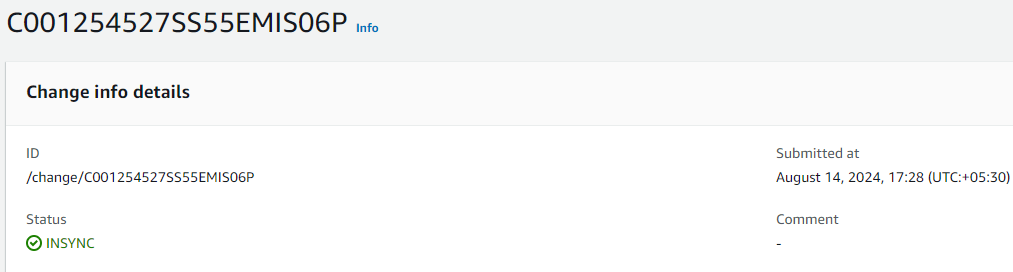 C001254527SS55EMIS06P Info
Change info details
ID
/change/C001254527SS55EMIS06P
Submitted at
August 14, 2024, 17:28 (UTC:+05:30)
Status
INSYNC
Comment
-